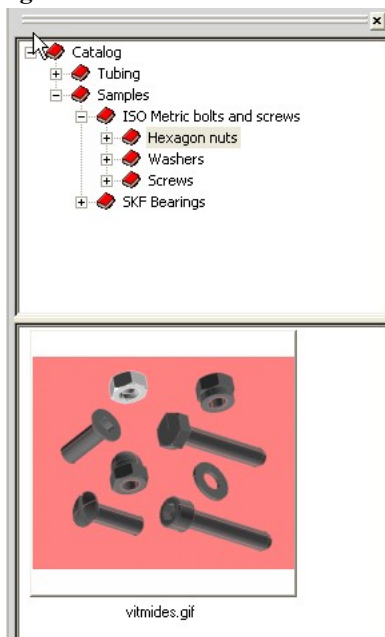 Catalog
Tubing
Samples
ISO Metric bolts and screws
Hexagon nuts
Washers
Screws
SKF Bearings
vitmides.gif